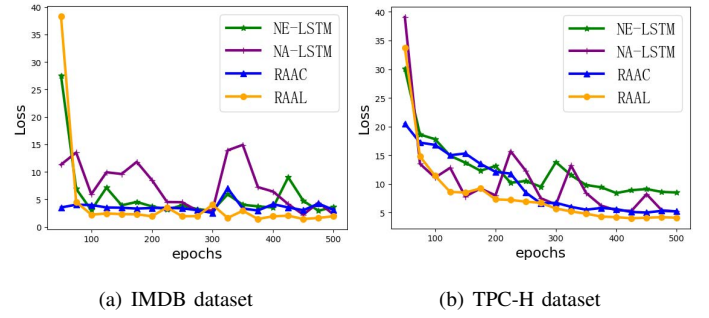 40
35
30
25
20
15
10
5
0
Loss
100 200 300 400 500
epochs
NE-LSTM
NA-LSTM
RAAC
RAAL
(a) IMDB dataset
40
35
30
25
20
15
10
5
Loss
100 200 300 400 500
epochs
NE-LSTM
NA-LSTM
RAAC
RAAL
(b) TPC-H dataset